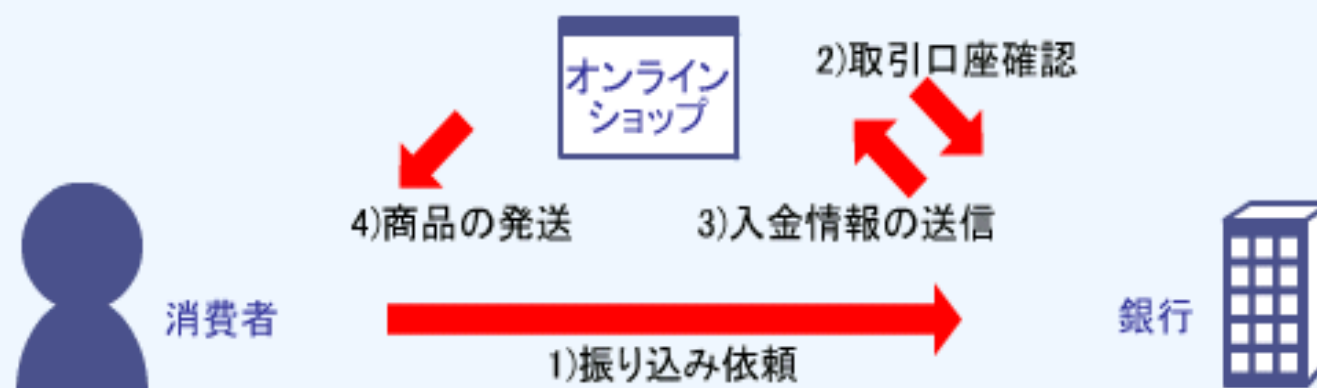 オンライン
ショップ
2)取引口座確認
4)商品の発送
3)入金情報の送信
消費者
銀行
1)振り込み依頼